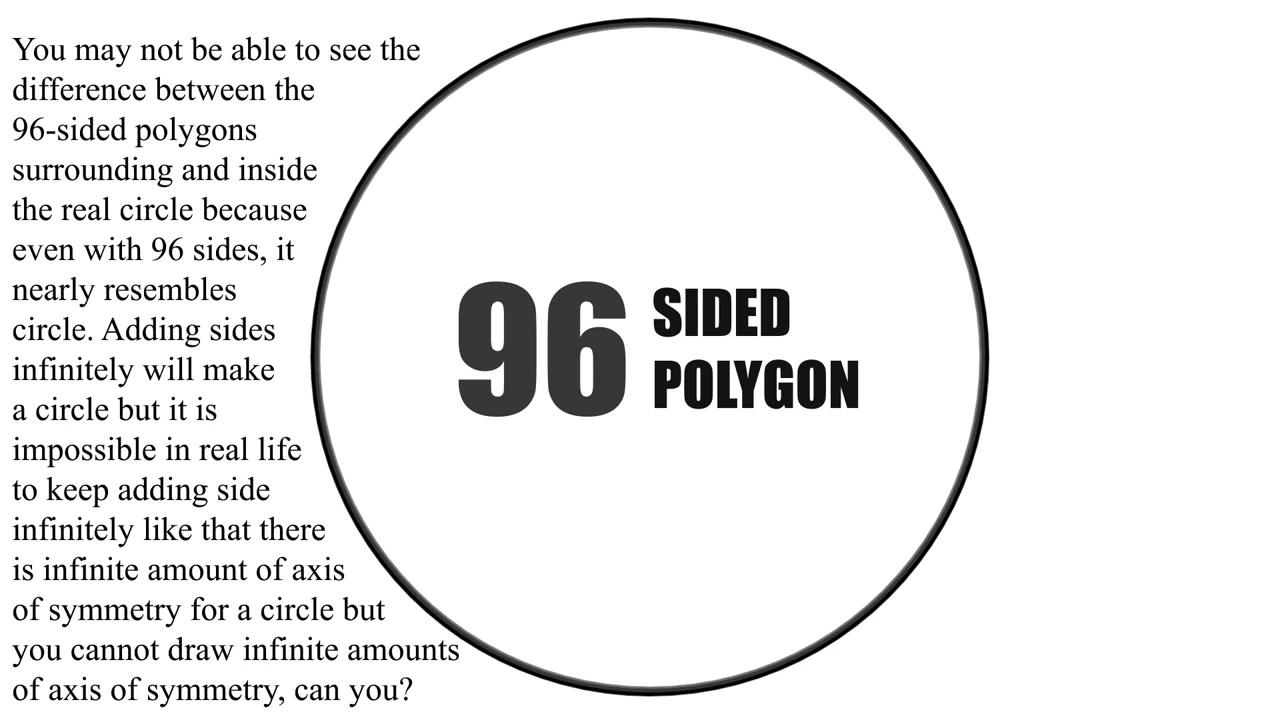 You may not be able to see the
difference between the
96-sided polygons
surrounding and inside
the real circle because
even with 96 sides, it
nearly resembles
circle. Adding sides
infinitely will make
a circle but it is
impossible in real life
to keep adding side
infinitely like that there
is infinite amount of axis
of symmetry for a circle but
you cannot draw infinite amounts
of axis of symmetry, can you?
96 SIDED
POLYGON